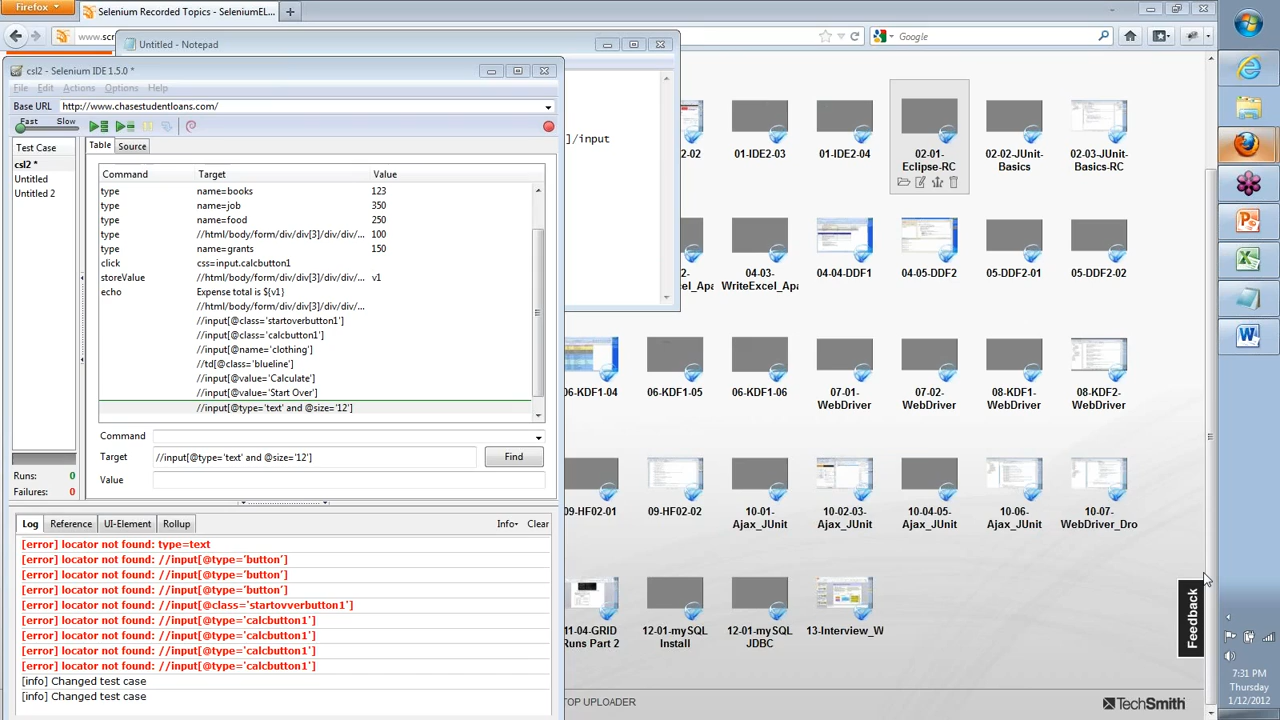 Firefox
Selenium Recorded Topics - SeleniumEL...
www.scr
Google
Untitled - Notepad
]/input
csl2 - Selenium IDE 1.5.0 *
File Edit Actions Options Help
Base URL http://www.chasestudentloans.com/
Fast Slow
Test Case
csl2 *
Untitled
Untitled 2
Table Source
Command Target Value
type name=books 123
type name=job 350
type name=food 250
type //html/body/form/div/div[3]/div/div/... 100
type name=grants 150
click css=input.calcbutton1
storeValue //html/body/form/div/div[3]/div/div/... v1
echo Expense total is ${v1}
//html/body/form/div/div[3]/div/div/...
//input[@class='startoverbutton1']
//input[@class='calcbutton1']
//input[@name='clothing']
//td[@class='blueline']
//input[@value='Calculate']
//input[@value='Start Over']
//input[@type='text' and @size='12']
Command
Target //input[@type='text' and @size='12'] Find
Value
Runs: 0
Failures: 0
Log Reference UI-Element Rollup Info Clear
[error] locator not found: type=text
[error] locator not found: //input[@type='button']
[error] locator not found: //input[@type='button']
[error] locator not found: //input[@type='button']
[error] locator not found: //input[@class='startovverbutton1']
[error] locator not found: //input[@type='calcbutton1']
[error] locator not found: //input[@type='calcbutton1']
[error] locator not found: //input[@type='calcbutton1']
[error] locator not found: //input[@type='calcbutton1']
[info] Changed test case
[info] Changed test case
2-02
01-IDE2-03
01-IDE2-04
02-01-
Eclipse-RC
02-02-JUnit-
Basics
02-03-JUnit-
Basics-RC
2-
_Apa
04-03-
WriteExcel_Apa
04-04-DDF1
04-05-DDF2
05-DDF2-01
05-DDF2-02
06-KDF1-04
06-KDF1-05
06-KDF1-06
07-01-
WebDriver
07-02-
WebDriver
08-KDF1-
WebDriver
08-KDF2-
WebDriver
09-HF02-01
09-HF02-02
10-01-
Ajax_JUnit
10-02-03-
Ajax_JUnit
10-04-05-
Ajax_JUnit
10-06-
Ajax_JUnit
10-07-
WebDriver_Dro
11-04-GRID
Runs Part 2
12-01-mySQL
Install
12-01-mySQL
JDBC
13-Interview_W
Feedback
TOP UPLOADER
TechSmith
7:31 PM
Thursday
1/12/2012